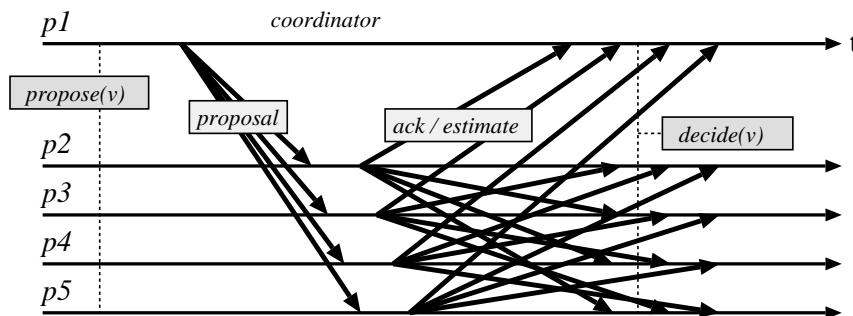 p1 coordinator
t
propose(v)
proposal
ack / estimate
decide(v)
p2
p3
p4
p5